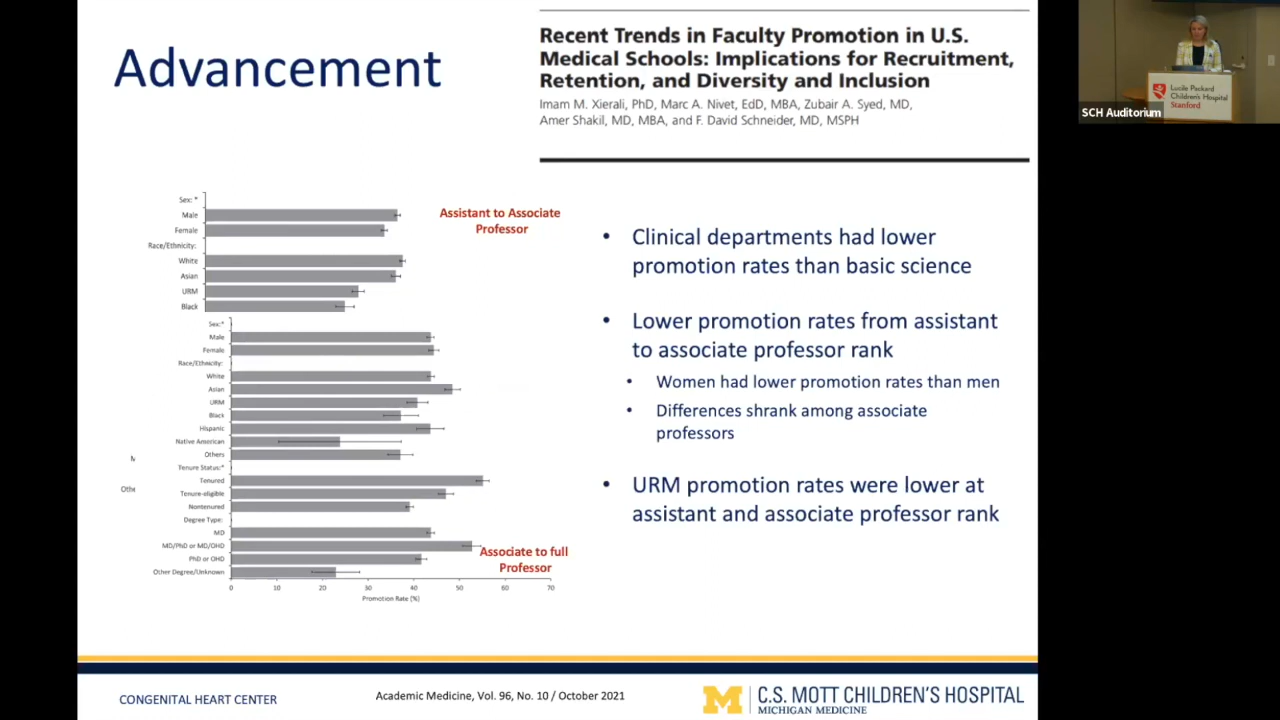 Advancement
Recent Trends in Faculty Promotion in U.S.
Medical Schools: Implications for Recruitment,
Retention, and Diversity and Inclusion
Imam M. Xierali, PhD, Marc A. Nivet, EdD, MBA, Zubair A. Syed, MD,
Amer Shakil, MD, MBA, and F. David Schneider, MD, MSPH
Lucile Packard
Children's Hospital
Stanford
SCH Auditorium
Sex: *
Male
Female
Race/Ethnicity:
White
Asian
URM
Black
Assistant to Associate
Professor
Sex:*
Male
Female
Race/Ethnicity:
White
Asian
URM
Black
Hispanic
Native American
Others
Tenure Status:*
Tenured
Tenure-eligible
Nontenured
Degree Type:
MD
MD/PhD or MD/OHD
PhD or OHD
Other Degree/Unknown
M
Othe
Associate to full
Professor
0 10 20 30 40 50 60 70
Promotion Rate (%)
• Clinical departments had lower
promotion rates than basic science
• Lower promotion rates from assistant
to associate professor rank
• Women had lower promotion rates than men
• Differences shrank among associate
professors
• URM promotion rates were lower at
assistant and associate professor rank
CONGENITAL HEART CENTER
Academic Medicine, Vol. 96, No. 10 / October 2021
M
C.S. MOTT CHILDREN'S HOSPITAL
MICHIGAN MEDICINE